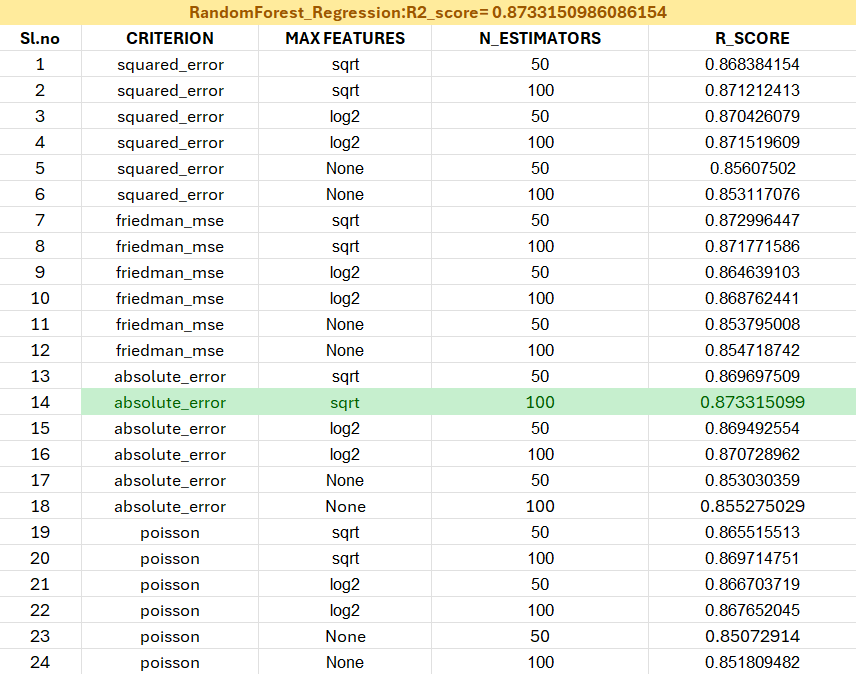 RandomForest_Regression:R2_score= 0.8733150986086154
Sl.no CRITERION MAX FEATURES N_ESTIMATORS R_SCORE
1 squared_error sqrt 50 0.868384154
2 squared_error sqrt 100 0.871212413
3 squared_error log2 50 0.870426079
4 squared_error log2 100 0.871519609
5 squared_error None 50 0.85607502
6 squared_error None 100 0.853117076
7 friedman_mse sqrt 50 0.872996447
8 friedman_mse sqrt 100 0.871771586
9 friedman_mse log2 50 0.864639103
10 friedman_mse log2 100 0.868762441
11 friedman_mse None 50 0.853795008
12 friedman_mse None 100 0.854718742
13 absolute_error sqrt 50 0.869697509
14 absolute_error sqrt 100 0.873315099
15 absolute_error log2 50 0.869492554
16 absolute_error log2 100 0.870728962
17 absolute_error None 50 0.853030359
18 absolute_error None 100 0.855275029
19 poisson sqrt 50 0.865515513
20 poisson sqrt 100 0.869714751
21 poisson log2 50 0.866703719
22 poisson log2 100 0.867652045
23 poisson None 50 0.85072914
24 poisson None 100 0.851809482